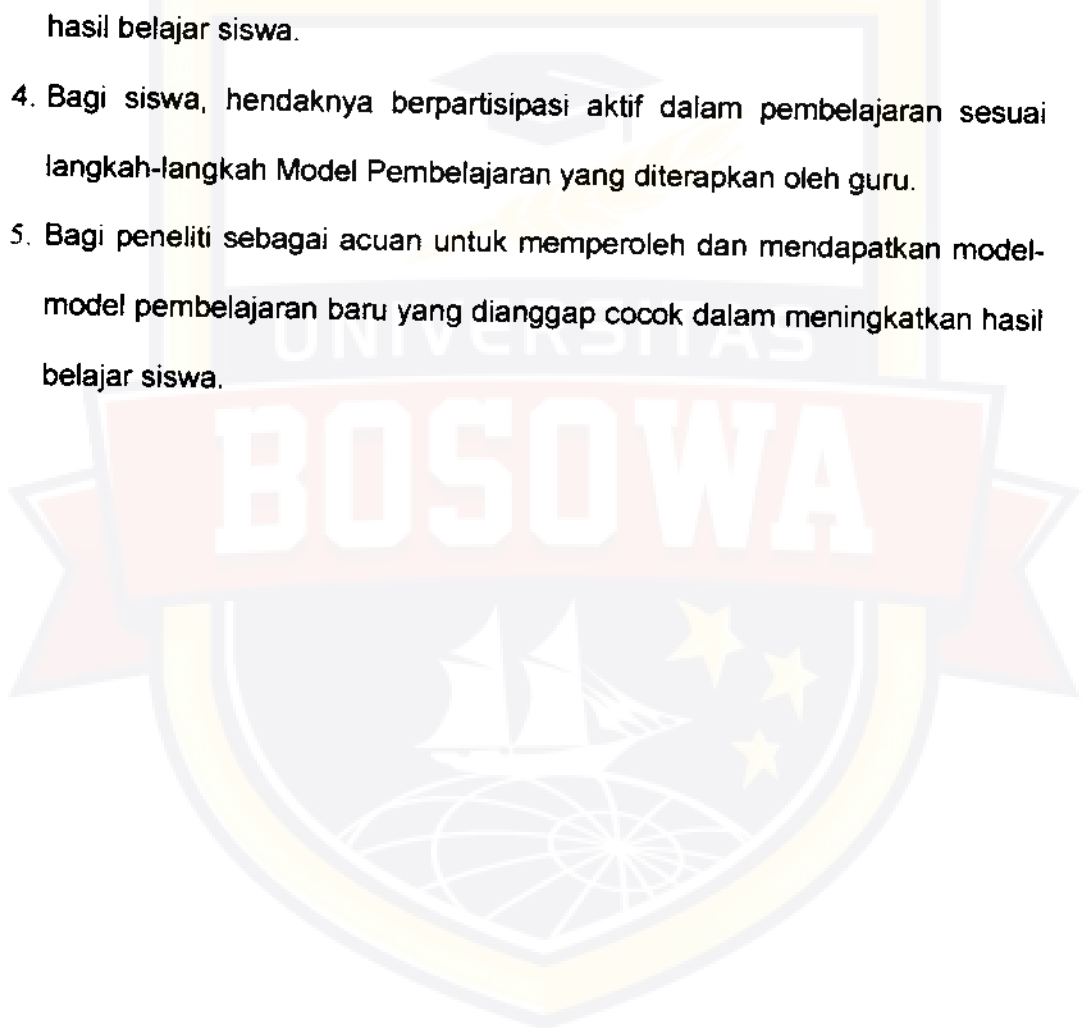 hasil belajar siswa.
4. Bagi siswa, hendaknya berpartisipasi aktif dalam pembelajaran sesuai
langkah-langkah Model Pembelajaran yang diterapkan oleh guru.
5. Bagi peneliti sebagai acuan untuk memperoleh dan mendapatkan model-
model pembelajaran baru yang dianggap cocok dalam meningkatkan hasil
belajar siswa.
UNIVERSITAS
BOSOWA